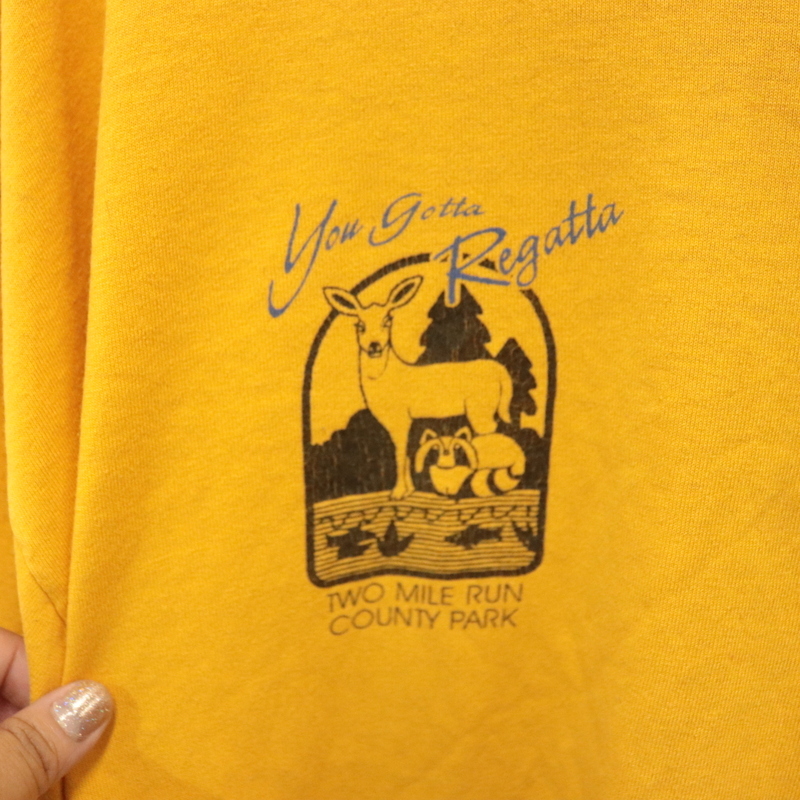 You Gotta
Regatta
TWO MILE RUN
COUNTY PARK